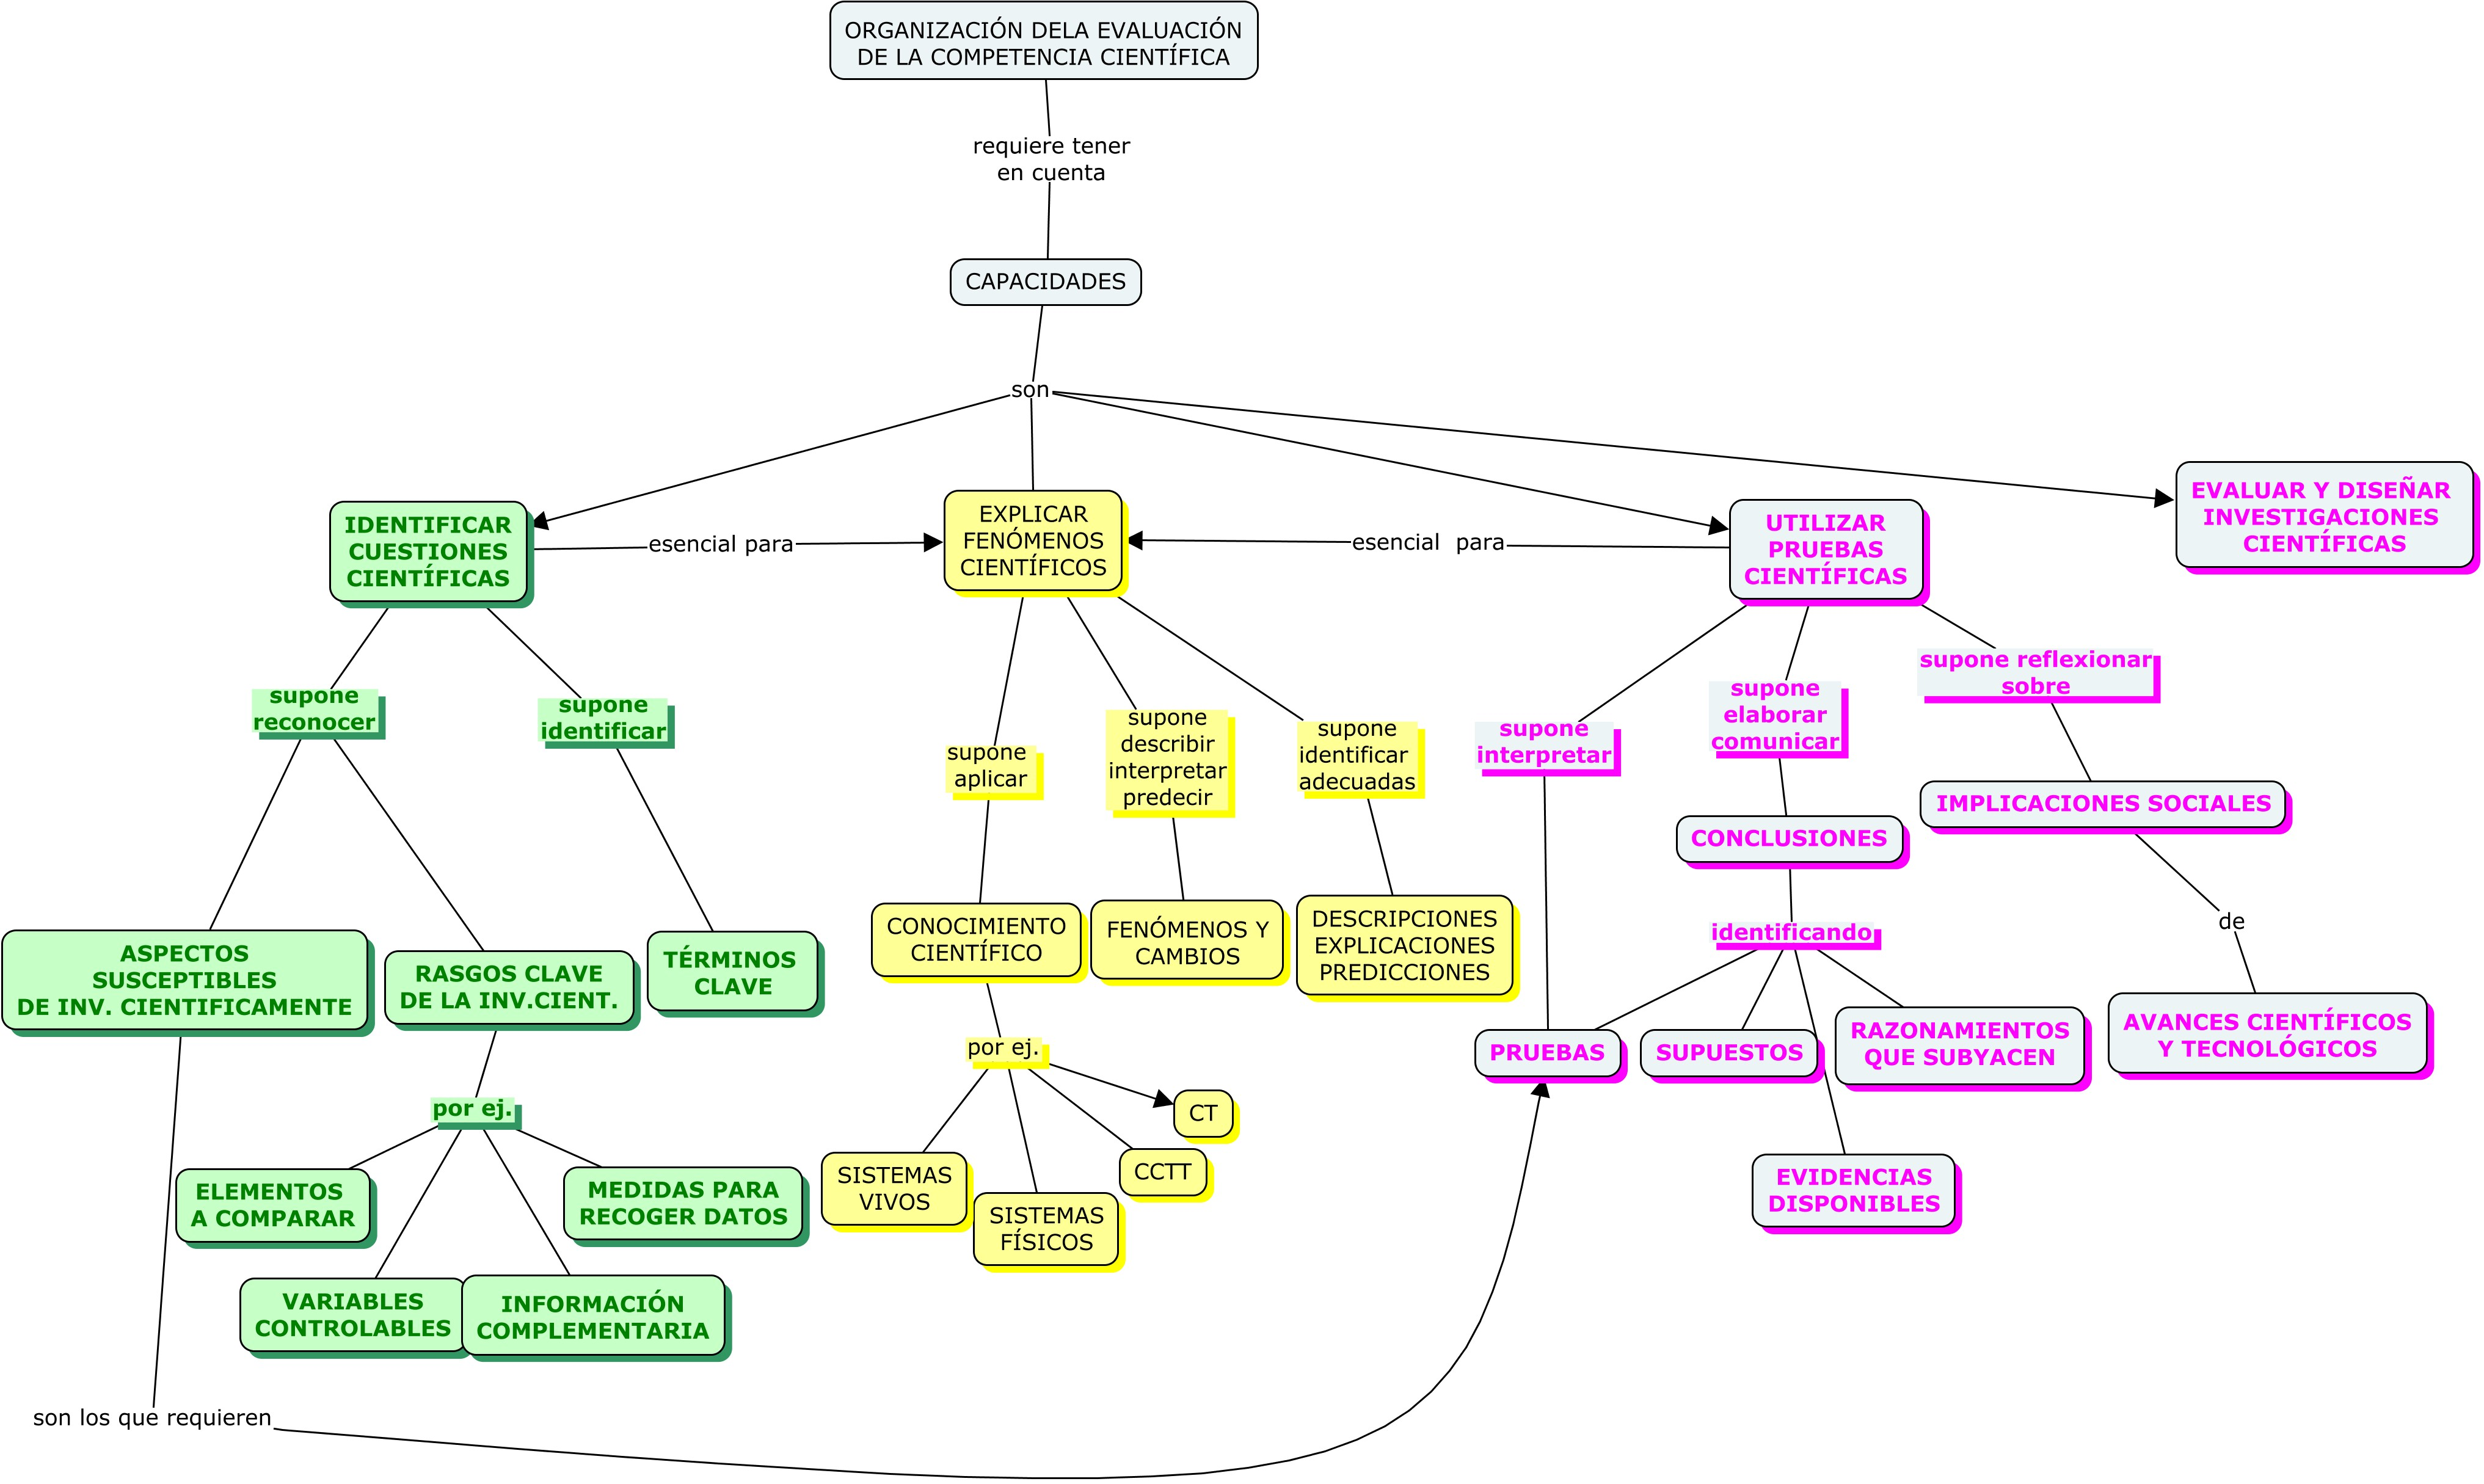 ORGANIZACIÓN DELA EVALUACIÓN
DE LA COMPETENCIA CIENTÍFICA
requiere tener
en cuenta
CAPACIDADES
son
IDENTIFICAR
CUESTIONES
CIENTÍFICAS
esencial para
EXPLICAR
FENÓMENOS
CIENTÍFICOS
esencial  para
UTILIZAR
PRUEBAS
CIENTÍFICAS
EVALUAR Y DISEÑAR
INVESTIGACIONES
CIENTÍFICAS
supone
reconocer
supone
identificar
supone
aplicar
supone
describir
interpretar
predecir
supone
identificar
adecuadas
supone
interpretar
supone
elaborar
comunicar
supone reflexionar
sobre
IMPLICACIONES SOCIALES
CONCLUSIONES
ASPECTOS
SUSCEPTIBLES
DE INV. CIENTIFICAMENTE
RASGOS CLAVE
DE LA INV.CIENT.
TÉRMINOS
CLAVE
CONOCIMIENTO
CIENTÍFICO
FENÓMENOS Y
CAMBIOS
DESCRIPCIONES
EXPLICACIONES
PREDICCIONES
identificando
de
por ej.
PRUEBAS
SUPUESTOS
RAZONAMIENTOS
QUE SUBYACEN
AVANCES CIENTÍFICOS
Y TECNOLÓGICOS
por ej.
CT
CCTT
SISTEMAS
VIVOS
SISTEMAS
FÍSICOS
EVIDENCIAS
DISPONIBLES
ELEMENTOS
A COMPARAR
MEDIDAS PARA
RECOGER DATOS
VARIABLES
CONTROLABLES
INFORMACIÓN
COMPLEMENTARIA
son los que requieren